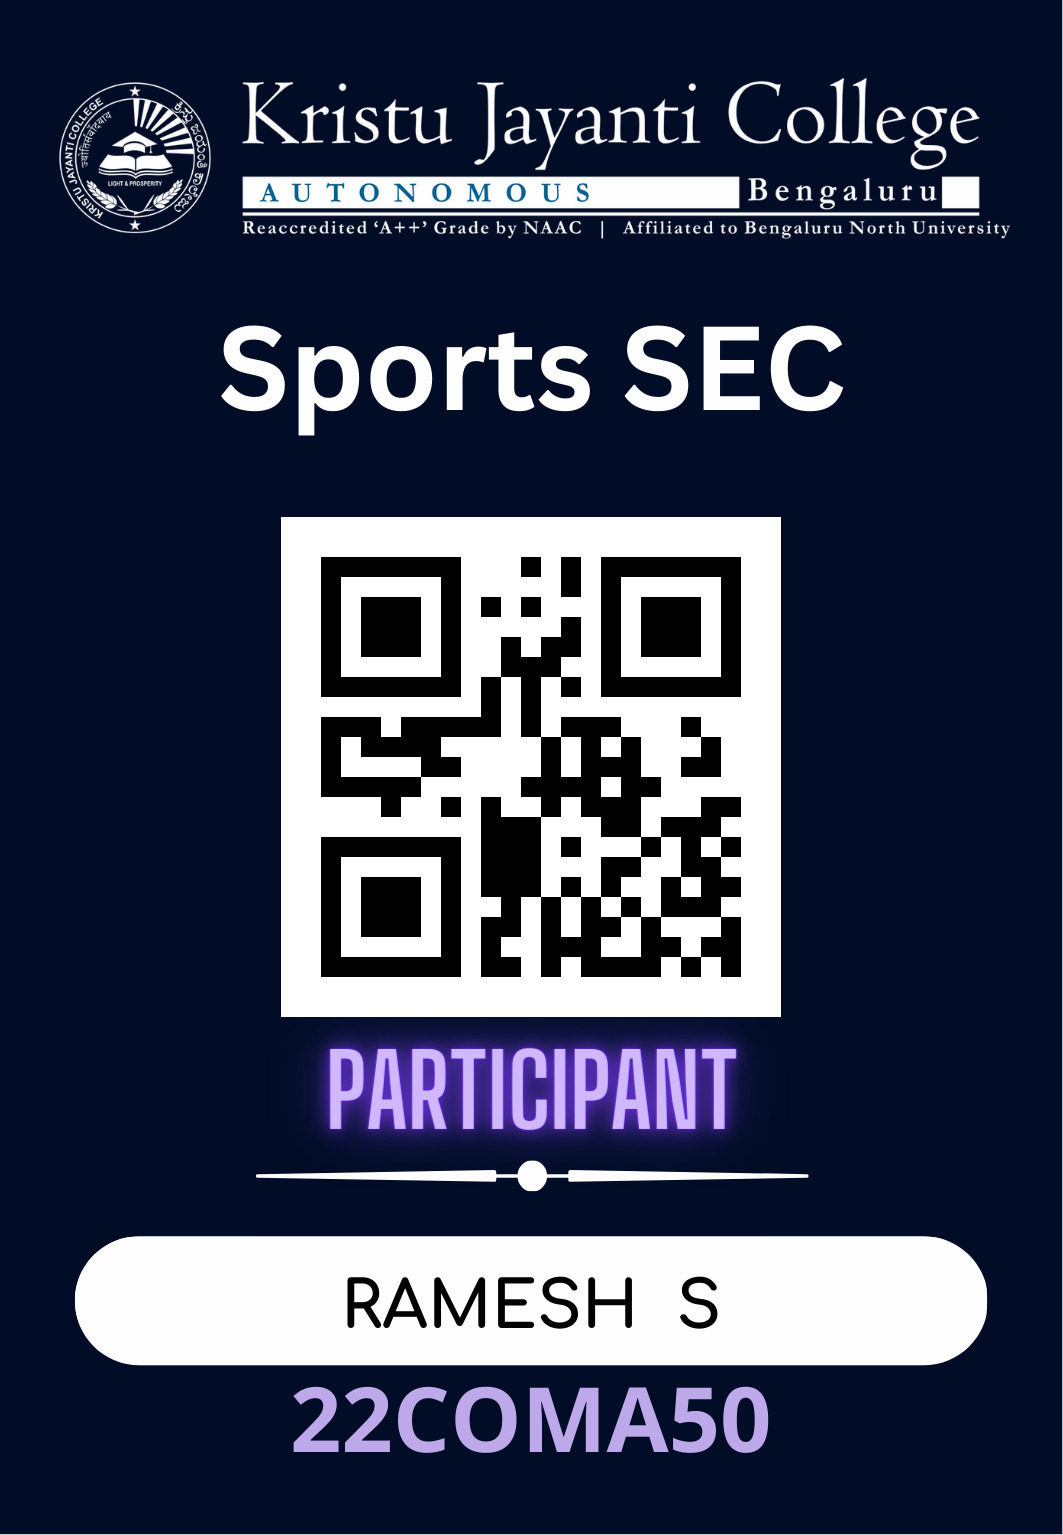 KRISTU JAYANTI COLLEGE
ಕ್ರಿಸ್ತು ಜಯಂತಿ ಕಾಲೇಜು
LIGHT & PROSPERITY
Kristu Jayanti College
AUTONOMOUS Bengaluru
Reaccredited ‘A++’ Grade by NAAC | Affiliated to Bengaluru North University
Sports SEC
PARTICIPANT
RAMESH S
22COMA50